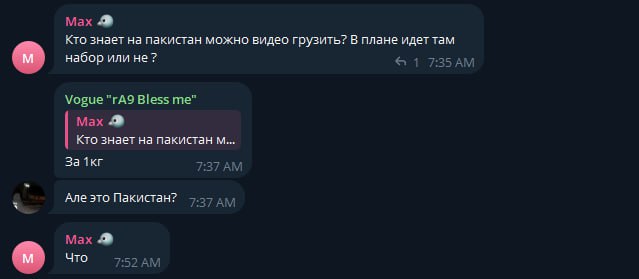 Max
Кто знает на пакистан можно видео грузить? В плане идет там
набор или не ?
1 7:35 AM
M
Vogue "rA9 Bless me"
Max
Кто знает на пакистан м...
За 1кг
7:37 AM
Але это Пакистан?
7:37 AM
Max
Что
7:52 AM
M